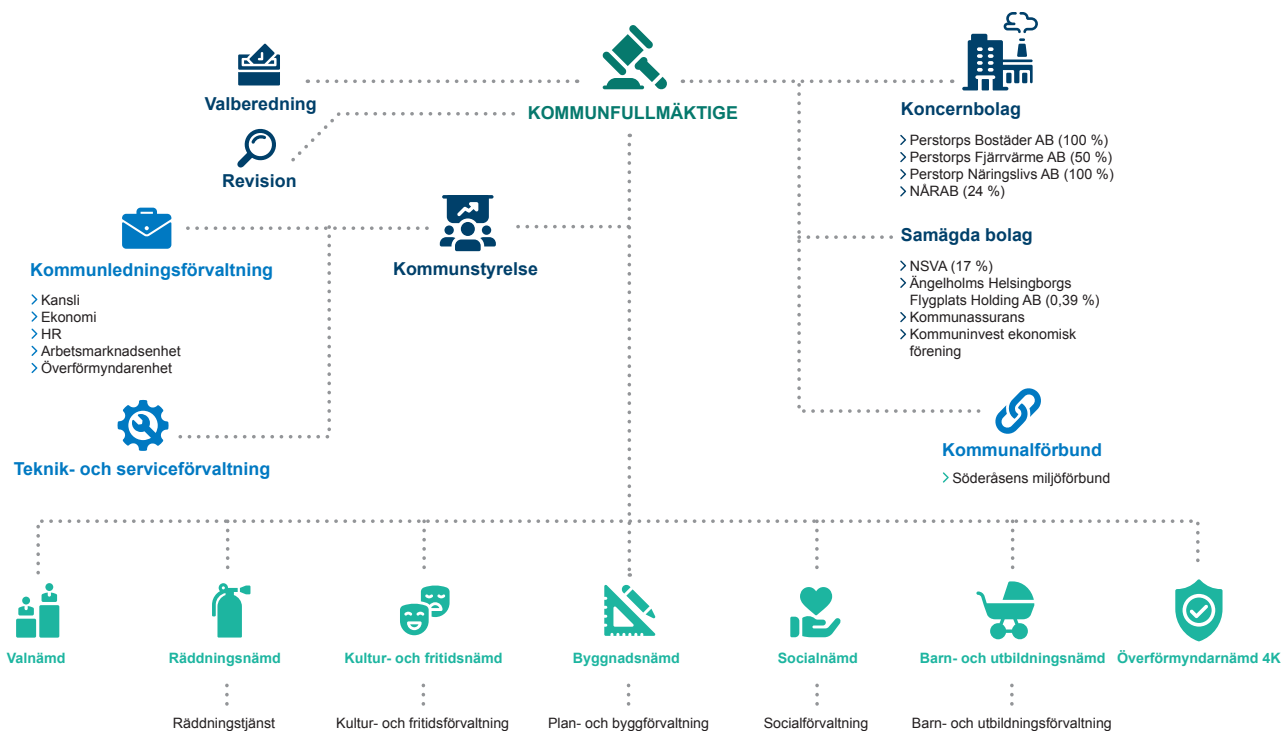 Valberedning
KOMMUNFULLMÄKTIGE
Revision
Koncernbolag
> Perstorps Bostäder AB (100 %)
> Perstorps Fjärrvärme AB (50 %)
> Perstorp Näringslivs AB (100 %)
> NÅRAB (24 %)
Kommunstyrelse
Kommunledningsförvaltning
> Kansli
> Ekonomi
> HR
> Arbetsmarknadsenhet
> Överförmyndarenhet
Samägda bolag
> NSVA (17 %)
> Ängelholms Helsingborgs
Flygplats Holding AB (0,39 %)
> Kommunassurans
> Kommuninvest ekonomisk
förening
Teknik- och serviceförvaltning
Kommunalförbund
> Söderåsens miljöförbund
Valnämd
Räddningsnämd
Kultur- och fritidsnämd
Byggnadsnämd
Socialnämd
Barn- och utbildningsnämd
Överförmyndarnämd 4K
Räddningstjänst
Kultur- och fritidsförvaltning
Plan- och byggförvaltning
Socialförvaltning
Barn- och utbildningsförvaltning